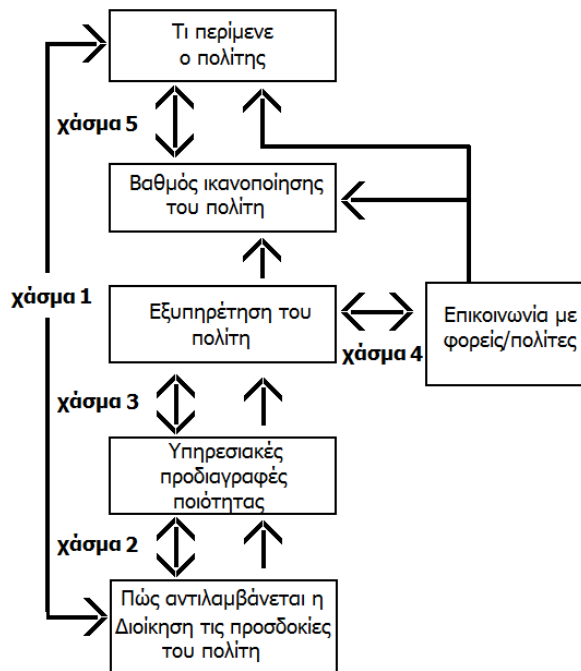 Τι περίμενε
ο πολίτης
χάσμα 5
Βαθμός ικανοποίησης
του πολίτη
χάσμα 1
Εξυπηρέτηση του
πολίτη
Επικοινωνία με
φορείς/πολίτες
χάσμα 4
χάσμα 3
Υπηρεσιακές
προδιαγραφές
ποιότητας
χάσμα 2
Πώς αντιλαμβάνεται η
Διοίκηση τις προσδοκίες
του πολίτη